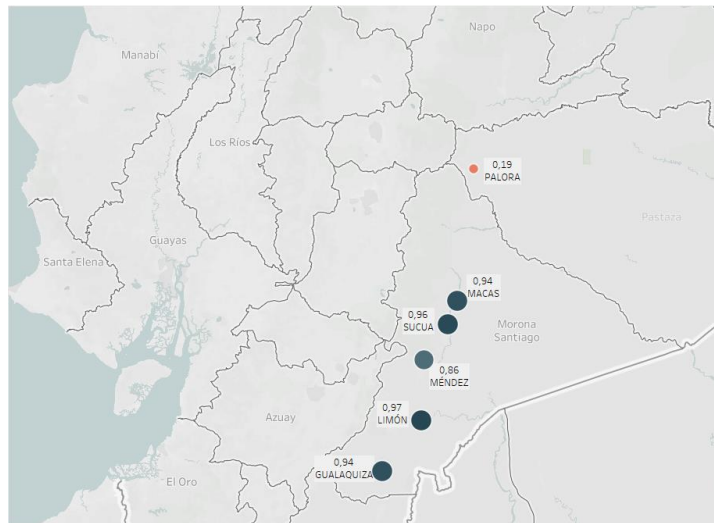 Napo
Manabí
Los Ríos
0,19
PALORA
Pastaza
Guayas
Santa Elena
0,94
MACAS
0,96
SUCUA
Morona
Santiago
0,86
MÉNDEZ
0,97
LIMÓN
Azuay
0,94
GUALAQUIZA
El Oro